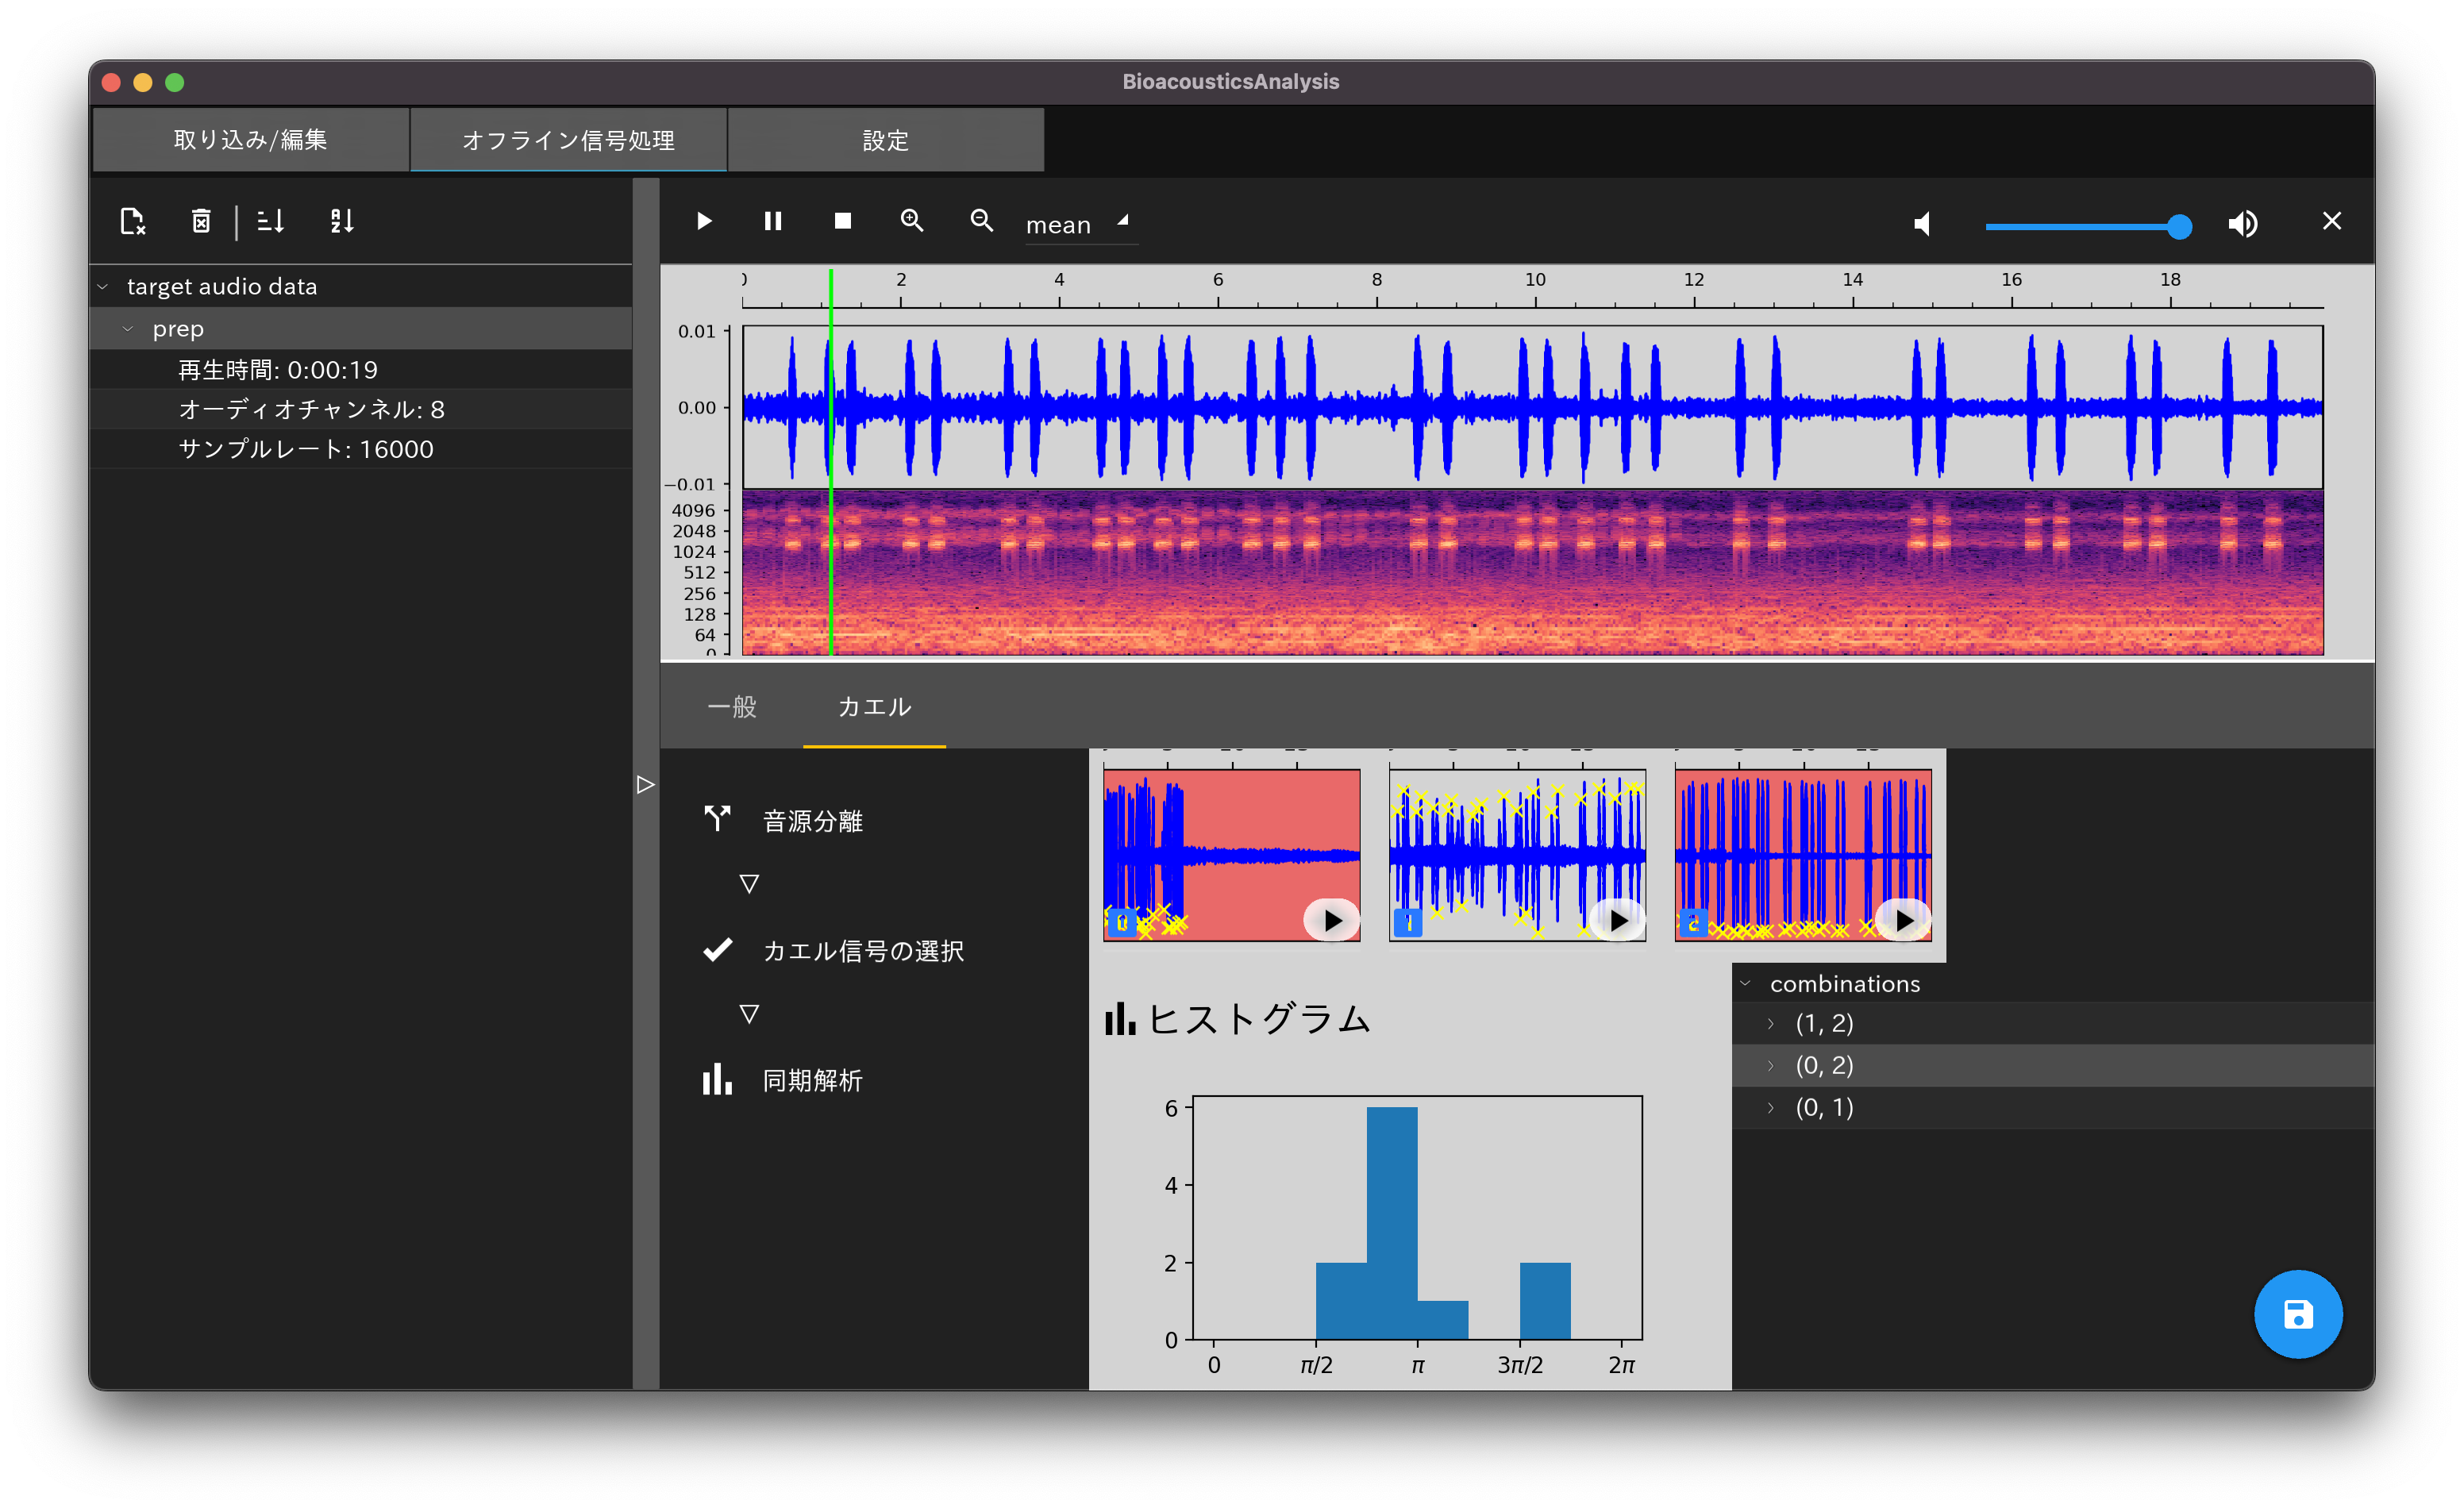 BioacousticsAnalysis
取り込み/編集
オフライン信号処理
設定
mean
target audio data
prep
再生時間: 0:00:19
オーディオチャンネル: 8
サンプルレート: 16000
0 2 4 6 8 10 12 14 16 18
0.01
0.00
−0.01
4096
2048
1024
512
256
128
64
0
一般
カエル
音源分離
カエル信号の選択
同期解析
0 1 2
ヒストグラム
6
4
2
0
0 π/2 π 3π/2 2π
combinations
(1, 2)
(0, 2)
(0, 1)